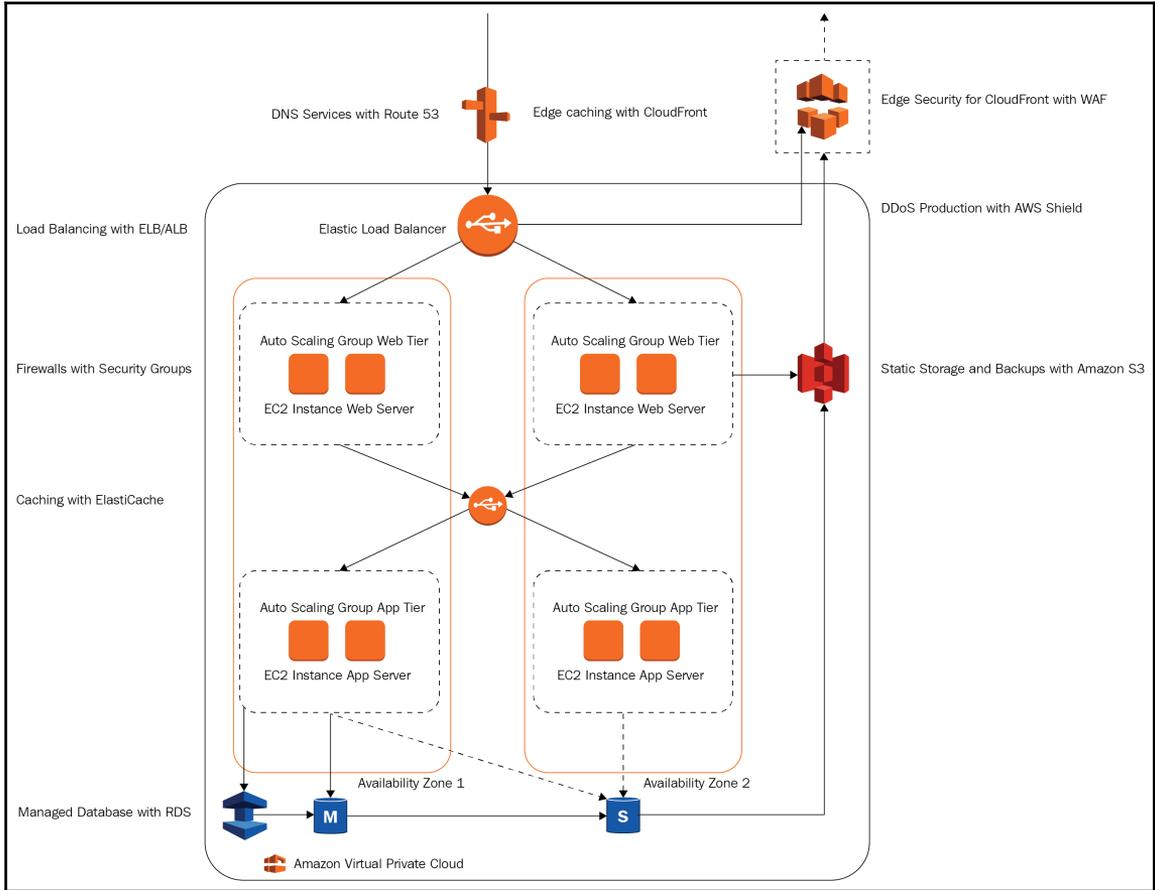 DNS Services with Route 53
Edge caching with CloudFront
Edge Security for CloudFront with WAF
DDoS Production with AWS Shield
Load Balancing with ELB/ALB
Elastic Load Balancer
Auto Scaling Group Web Tier
Auto Scaling Group Web Tier
Firewalls with Security Groups
Static Storage and Backups with Amazon S3
EC2 Instance Web Server
EC2 Instance Web Server
Caching with ElastiCache
Auto Scaling Group App Tier
Auto Scaling Group App Tier
EC2 Instance App Server
EC2 Instance App Server
Availability Zone 1
Availability Zone 2
Managed Database with RDS
M
S
Amazon Virtual Private Cloud